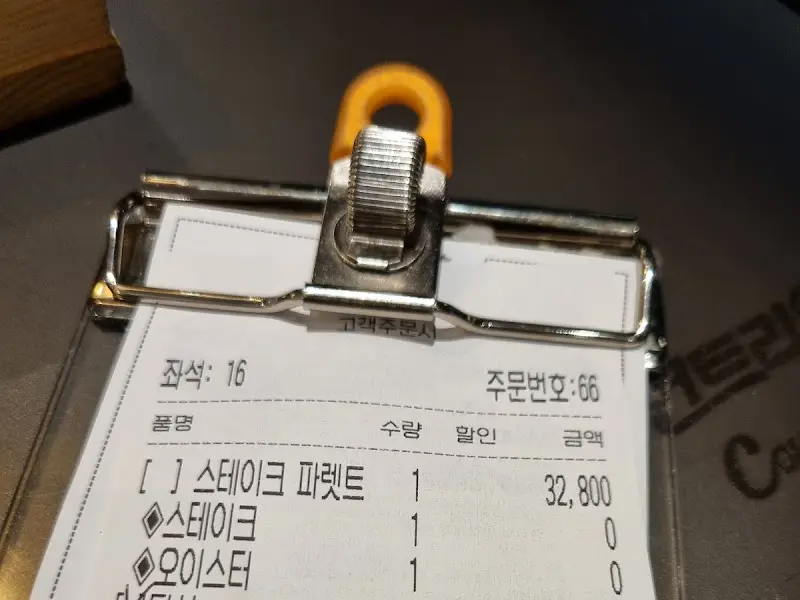 고객주문서
좌석: 16 주문번호:66
품명 수량 할인 금액
[ ] 스테이크 파렛트 1 32,800
◈스테이크 1 0
◈오이스터 1 0